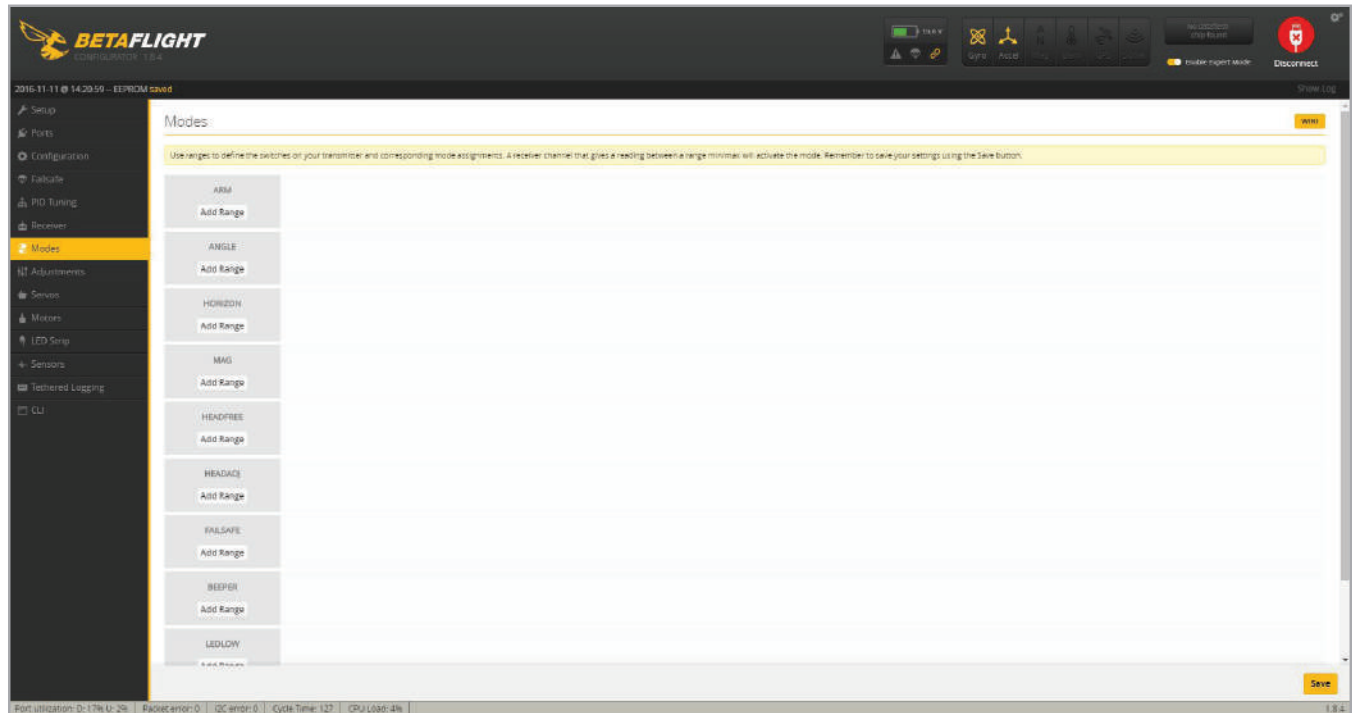 BETAFLIGHT
CONFIGURATOR 1.8.4
Gyro Accel
Enable Expert Mode
Disconnect
2016-11-11 @ 14:20:59 -- EEPROM saved
Show Log
Setup
Ports
Configuration
Failsafe
PID Tuning
Receiver
Modes
Adjustments
Servos
Motors
LED Strip
Sensors
Tethered Logging
CLI
Modes
WIKI
Use ranges to define the switches on your transmitter and corresponding mode assignments. A receiver channel that gives a reading between a range min/max will activate the mode. Remember to save your settings using the Save button.
ARM
Add Range
ANGLE
Add Range
HORIZON
Add Range
MAG
Add Range
HEADFREE
Add Range
HEADADJ
Add Range
FAILSAFE
Add Range
BEEPER
Add Range
LEDLOW
Add Range
Save
Port utilization: D: 17% U: 2% Packet error: 0 I2C error: 0 Cycle Time: 127 CPU Load: 4%
1.8.4